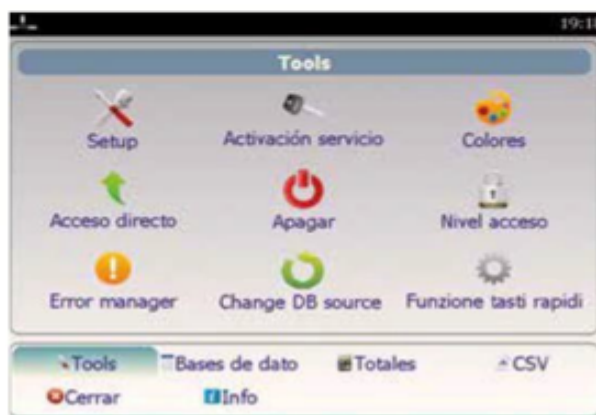 19:18
Tools
Setup Activación servicio Colores
Acceso directo Apagar Nivel acceso
Error manager Change DB source Funzione tasti rapidi
Tools Bases de dato Totales CSV
Cerrar Info